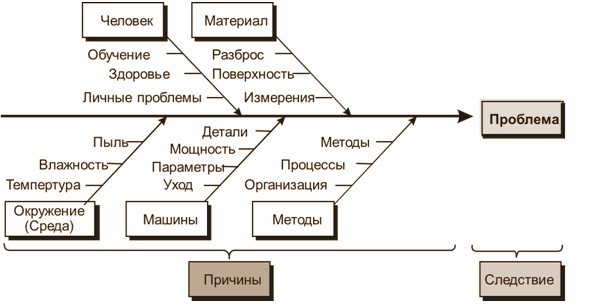 Человек
Материал
Обучение
Здоровье
Личные проблемы
Разброс
Поверхность
Измерения
Проблема
Пыль
Влажность
Темпертура
Детали
Мощность
Параметры
Уход
Методы
Процессы
Организация
Окружение
(Среда)
Машины
Методы
Причины
Следствие